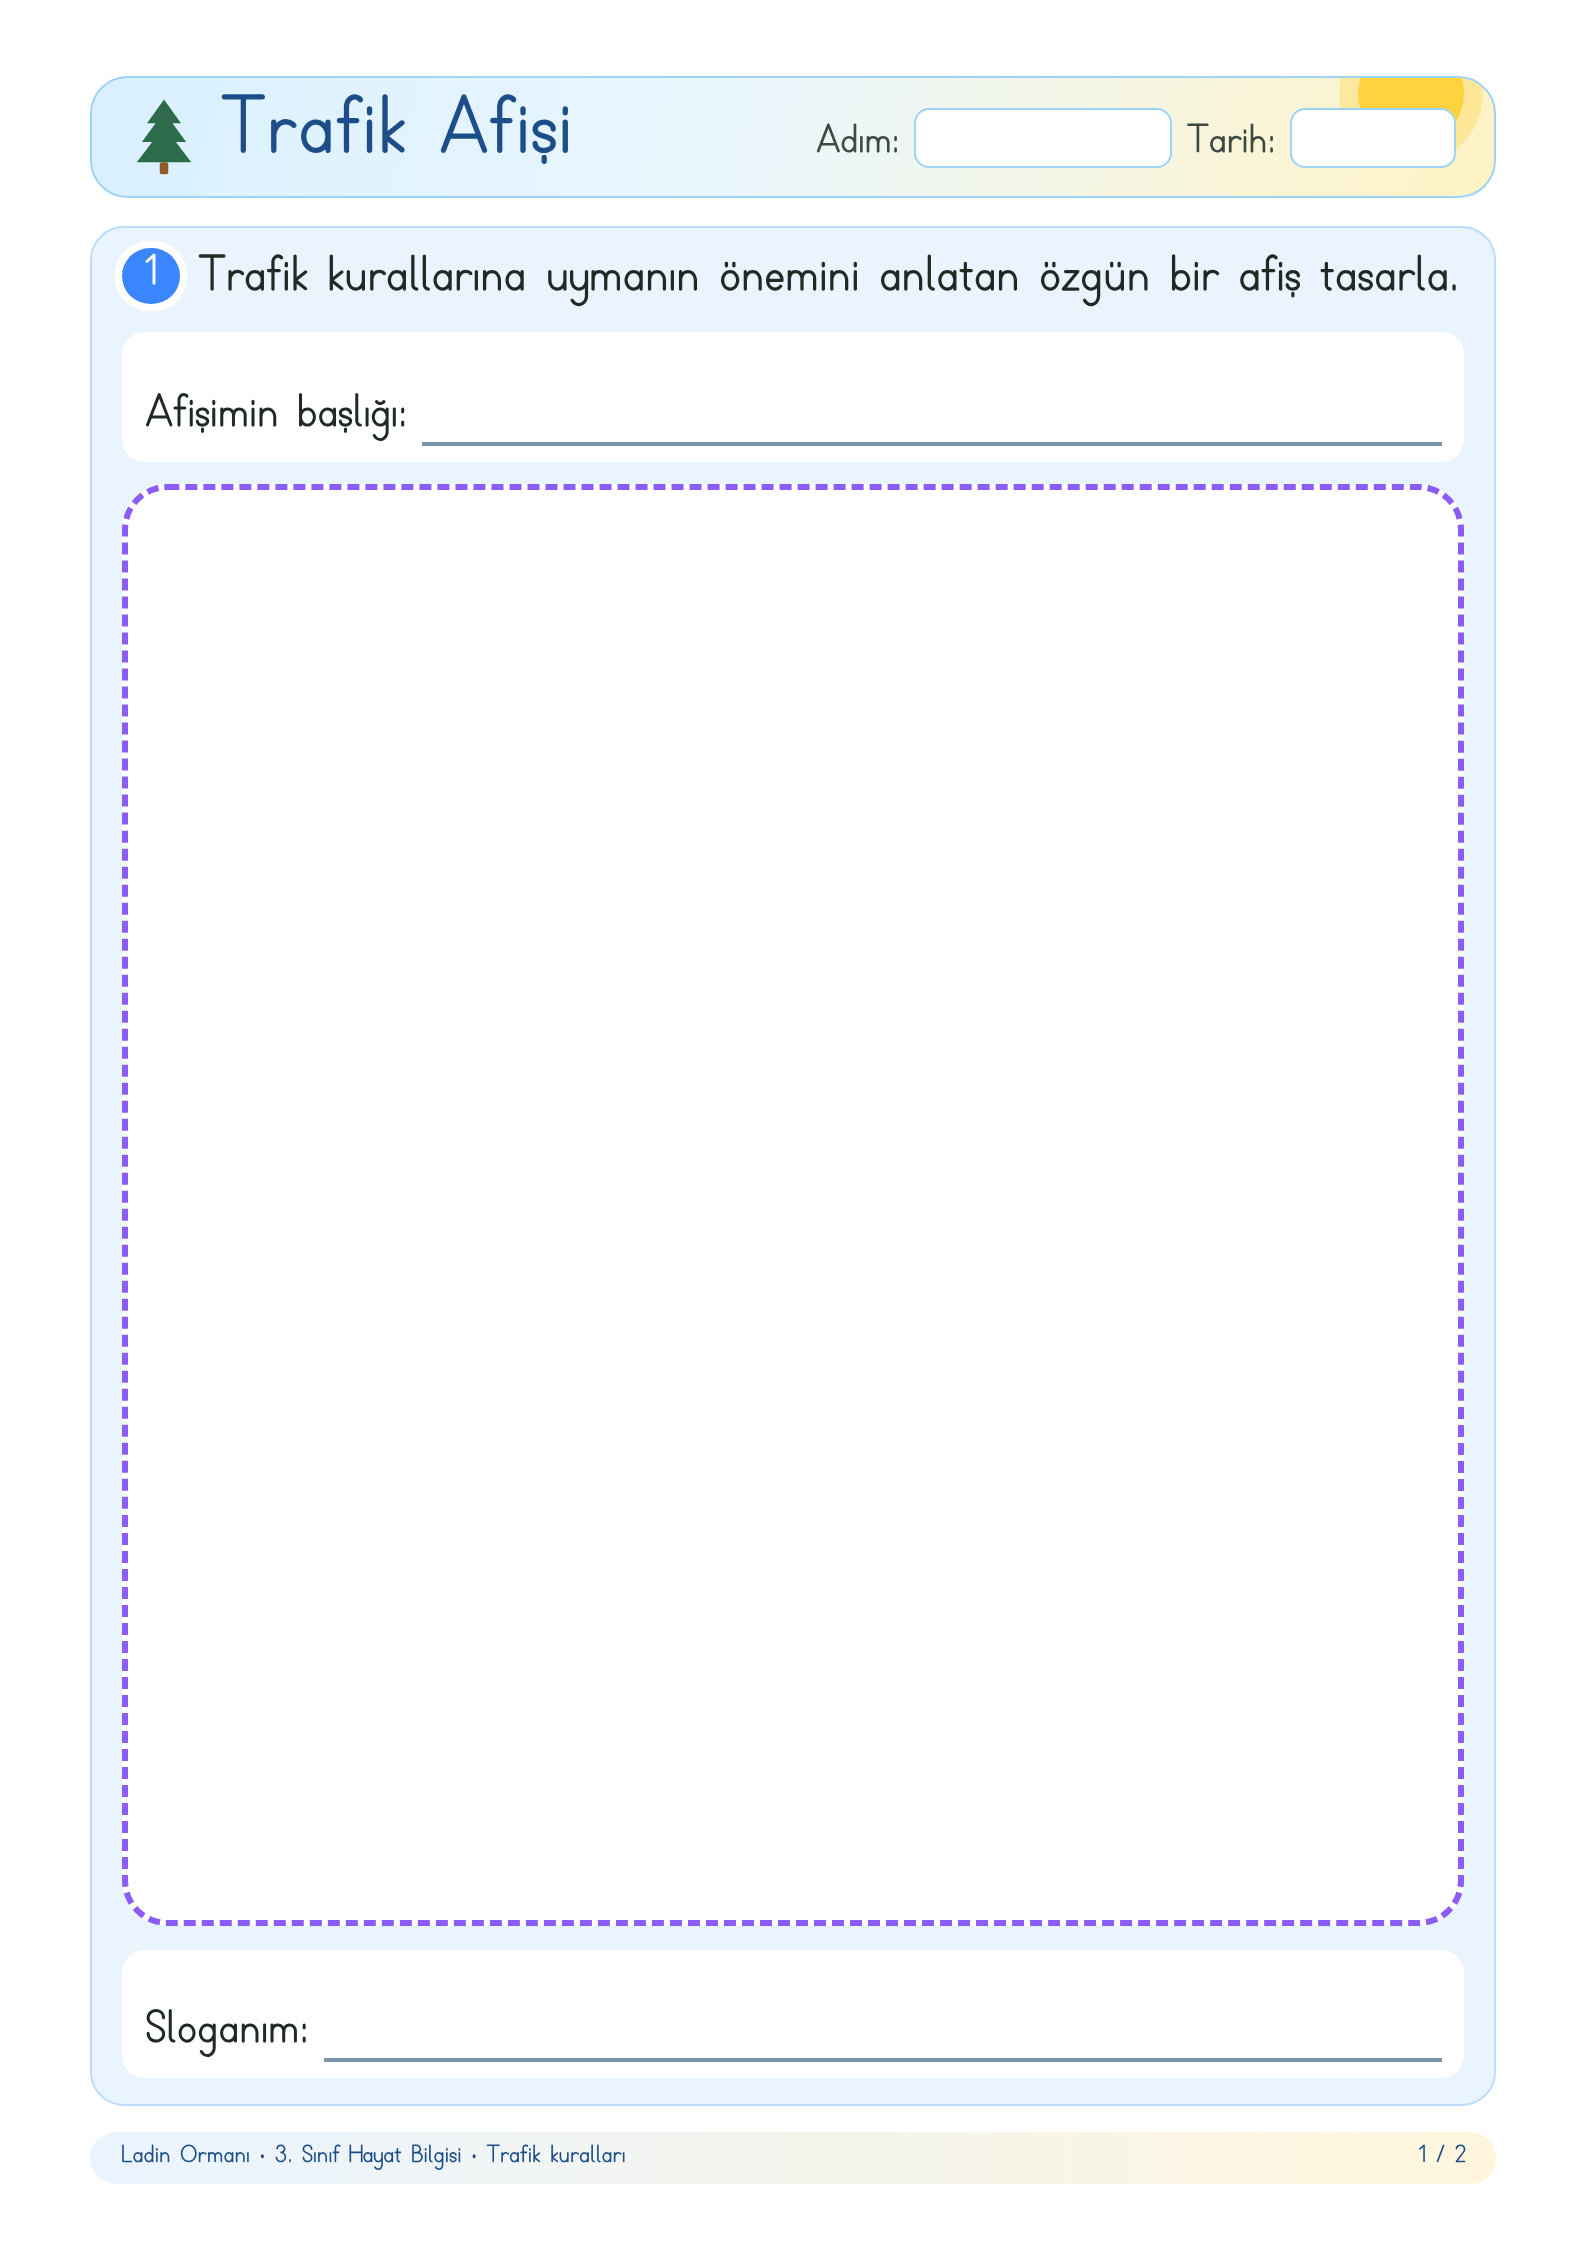 Trafik Afişi
Adım: Tarih:
1 Trafik kurallarına uymanın önemini anlatan özgün bir afiş tasarla.
Afişimin başlığı:
Sloganım:
Ladin Ormanı • 3. Sınıf Hayat Bilgisi • Trafik kuralları 1 / 2